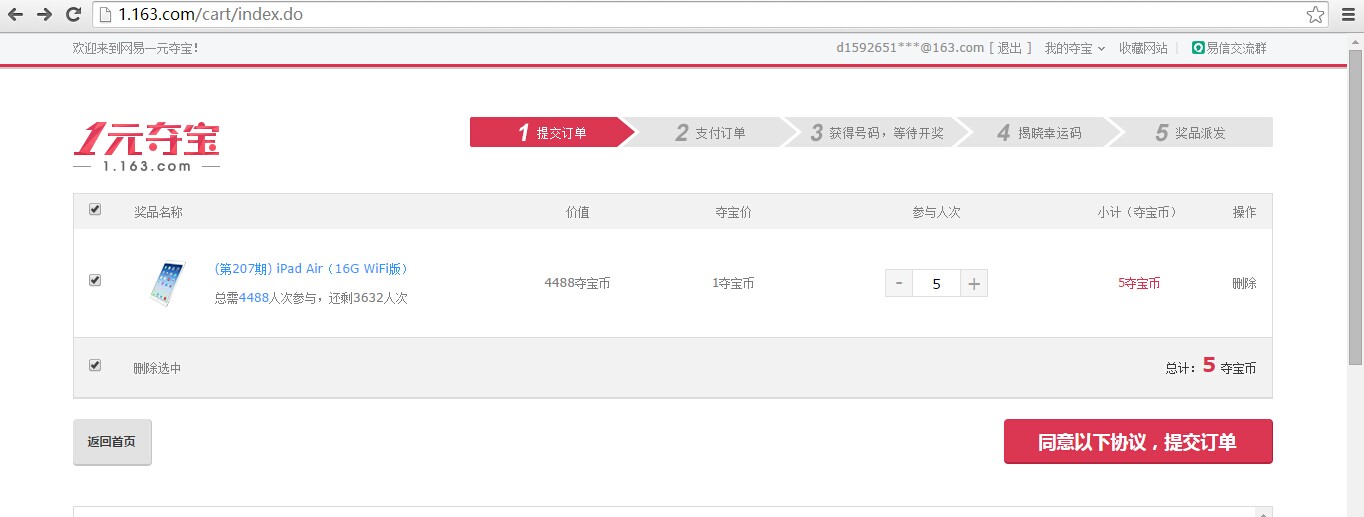 1.163.com/cart/index.do
欢迎来到网易一元夺宝!
d1592651***@163.com [ 退出 ] 我的夺宝 收藏网站 | 易信交流群
1元夺宝
1.163.com
1 提交订单 2 支付订单 3 获得号码，等待开奖 4 揭晓幸运码 5 奖品派发
奖品名称 价值 夺宝价 参与人次 小计（夺宝币） 操作
(第207期) iPad Air（16G WiFi版）
总需4488人次参与，还剩3632人次
4488夺宝币 1夺宝币 - 5 + 5夺宝币 删除
删除选中 总计：5 夺宝币
返回首页 同意以下协议，提交订单